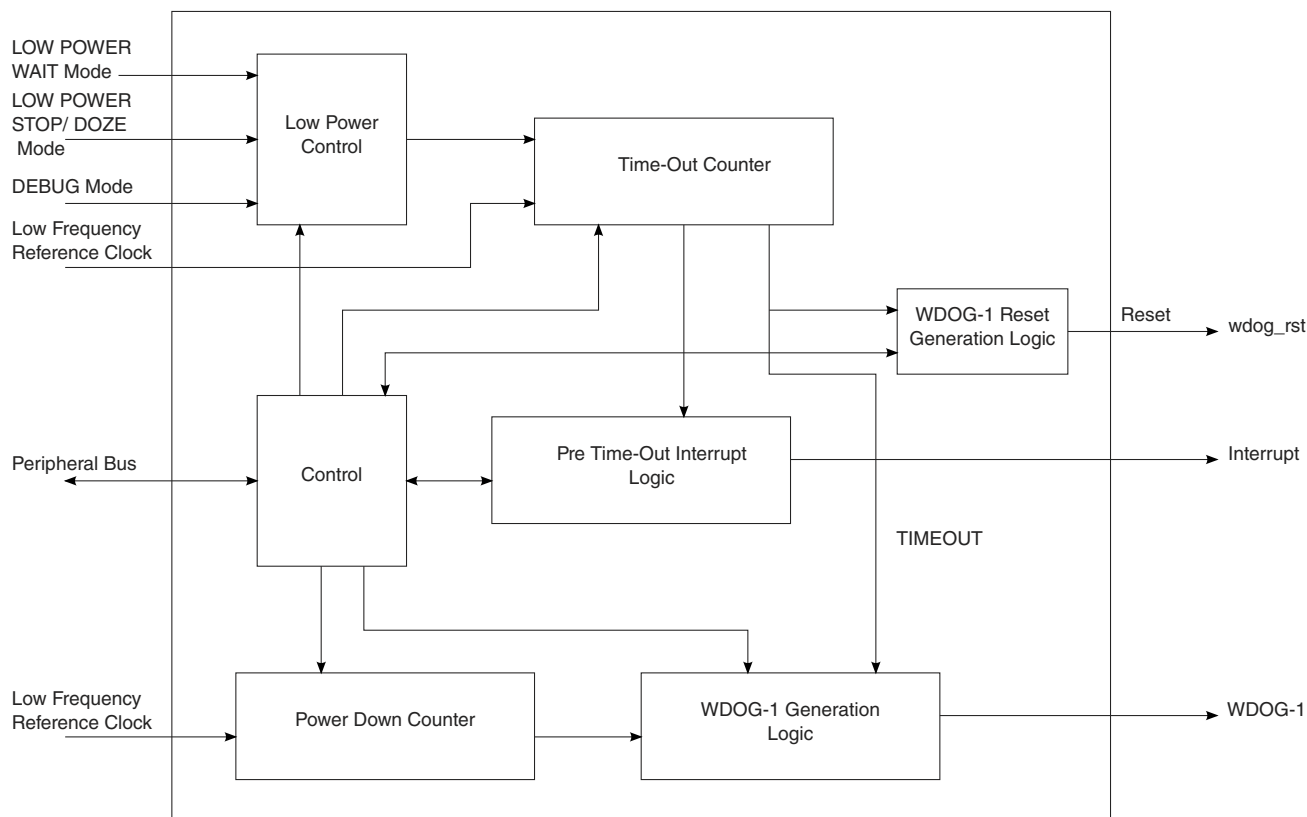 LOW POWER
WAIT Mode
LOW POWER
STOP/ DOZE
Mode
DEBUG Mode
Low Frequency
Reference Clock
Low Power
Control
Time-Out Counter
WDOG-1 Reset
Generation Logic
Reset
wdog_rst
Peripheral Bus
Control
Pre Time-Out Interrupt
Logic
Interrupt
TIMEOUT
Low Frequency
Reference Clock
Power Down Counter
WDOG-1 Generation
Logic
WDOG-1